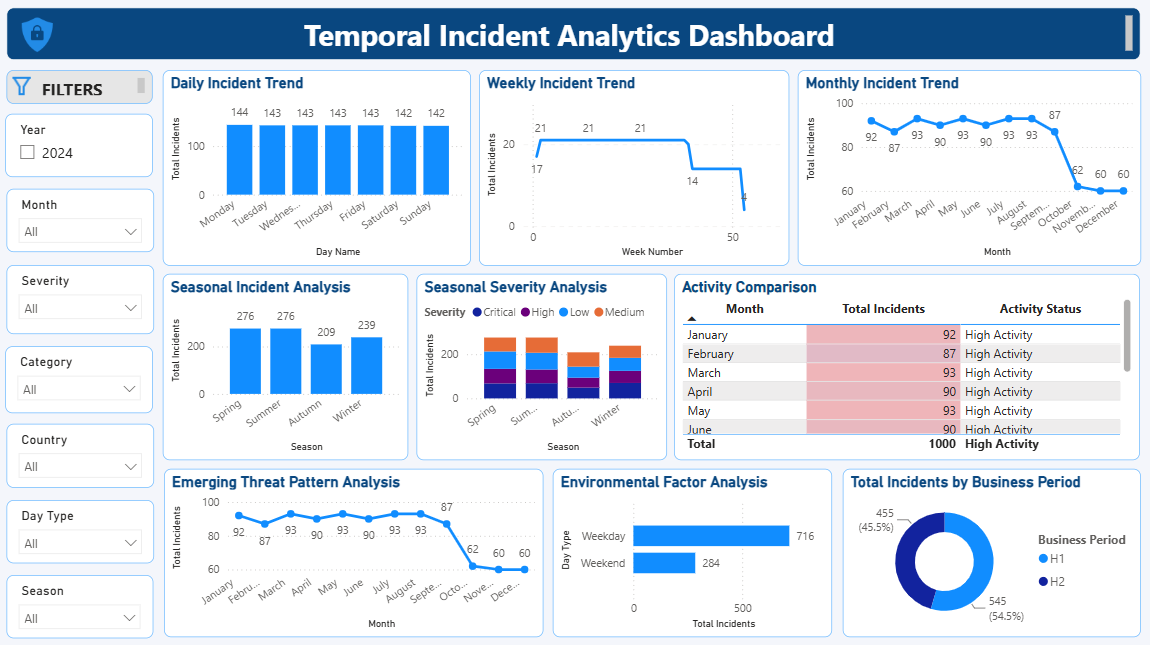 Temporal Incident Analytics Dashboard
FILTERS
Year
2024
Month
All
Severity
All
Category
All
Country
All
Day Type
All
Season
All
Daily Incident Trend
Total Incidents
100
0
144 143 143 143 143 142 142
Monday Tuesday Wednes... Thursday Friday Saturday Sunday
Day Name
Weekly Incident Trend
Total Incidents
20
0
17 21 21 21 14 4
0 50
Week Number
Monthly Incident Trend
Total Incidents
100
80
60
92 87 93 90 93 90 93 93 87 62 60 60
January February March April May June July August Septem... October Novemb... December
Month
Seasonal Incident Analysis
Total Incidents
200
0
276 276 209 239
Spring Summer Autumn Winter
Season
Seasonal Severity Analysis
Severity Critical High Low Medium
Total Incidents
200
0
Spring Sum... Autu... Winter
Season
Activity Comparison
Month Total Incidents Activity Status
January 92 High Activity
February 87 High Activity
March 93 High Activity
April 90 High Activity
May 93 High Activity
June 90 High Activity
Total 1000 High Activity
Emerging Threat Pattern Analysis
Total Incidents
100
80
60
92 87 93 90 93 90 93 93 87 62 60 60
January Febru... March April May June July August Septe... Octo... Nove... Dece...
Month
Environmental Factor Analysis
Day Type
Weekday 716
Weekend 284
0 500
Total Incidents
Total Incidents by Business Period
455
(45.5%)
545
(54.5%)
Business Period
H1
H2